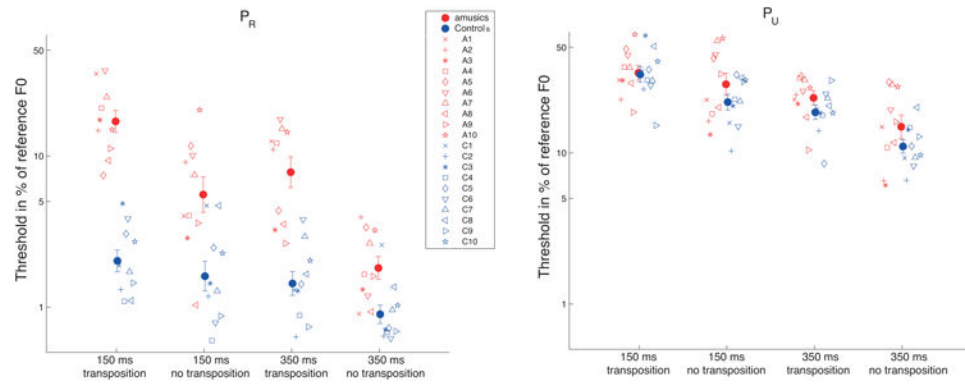 P_R
Threshold in % of reference F0
50
10
5
1
150 ms
transposition
150 ms
no transposition
350 ms
transposition
350 ms
no transposition
amusics
Controls
A1
A2
A3
A4
A5
A6
A7
A8
A9
A10
C1
C2
C3
C4
C5
C6
C7
C8
C9
C10
P_U
Threshold in % of reference F0
50
10
5
1
150 ms
transposition
150 ms
no transposition
350 ms
transposition
350 ms
no transposition